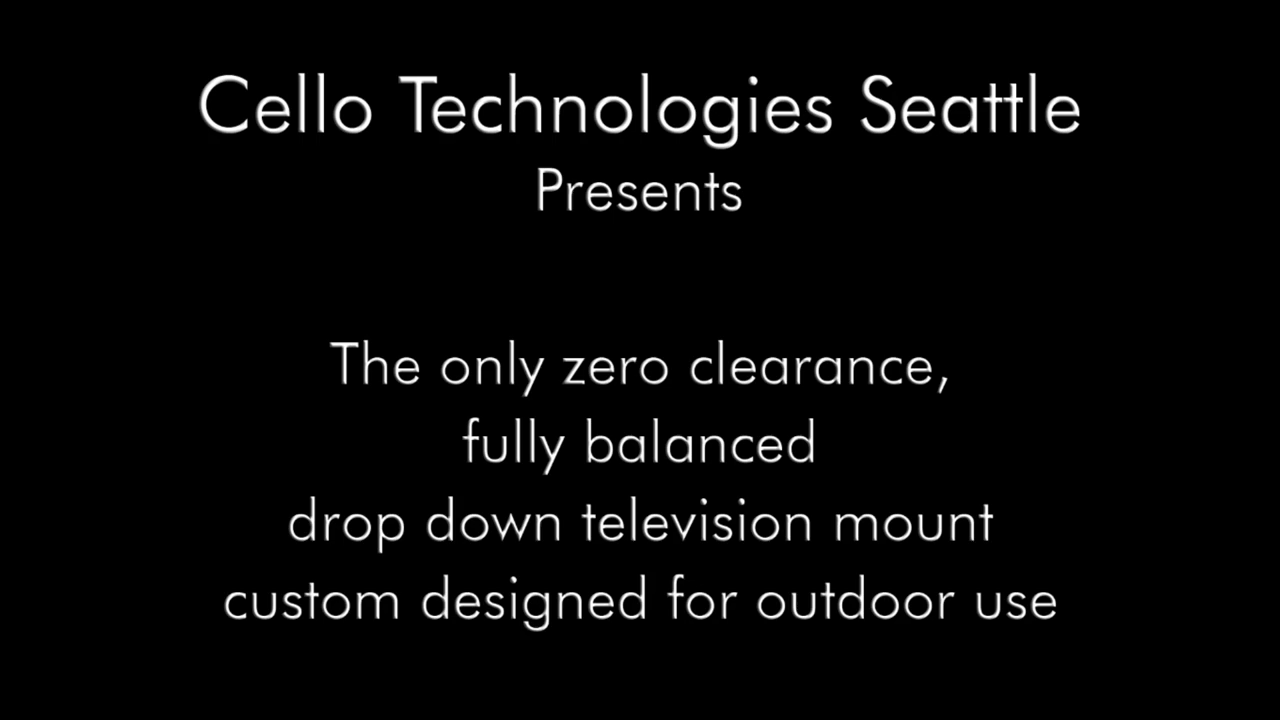 Cello Technologies Seattle
Presents
The only zero clearance,
fully balanced
drop down television mount
custom designed for outdoor use